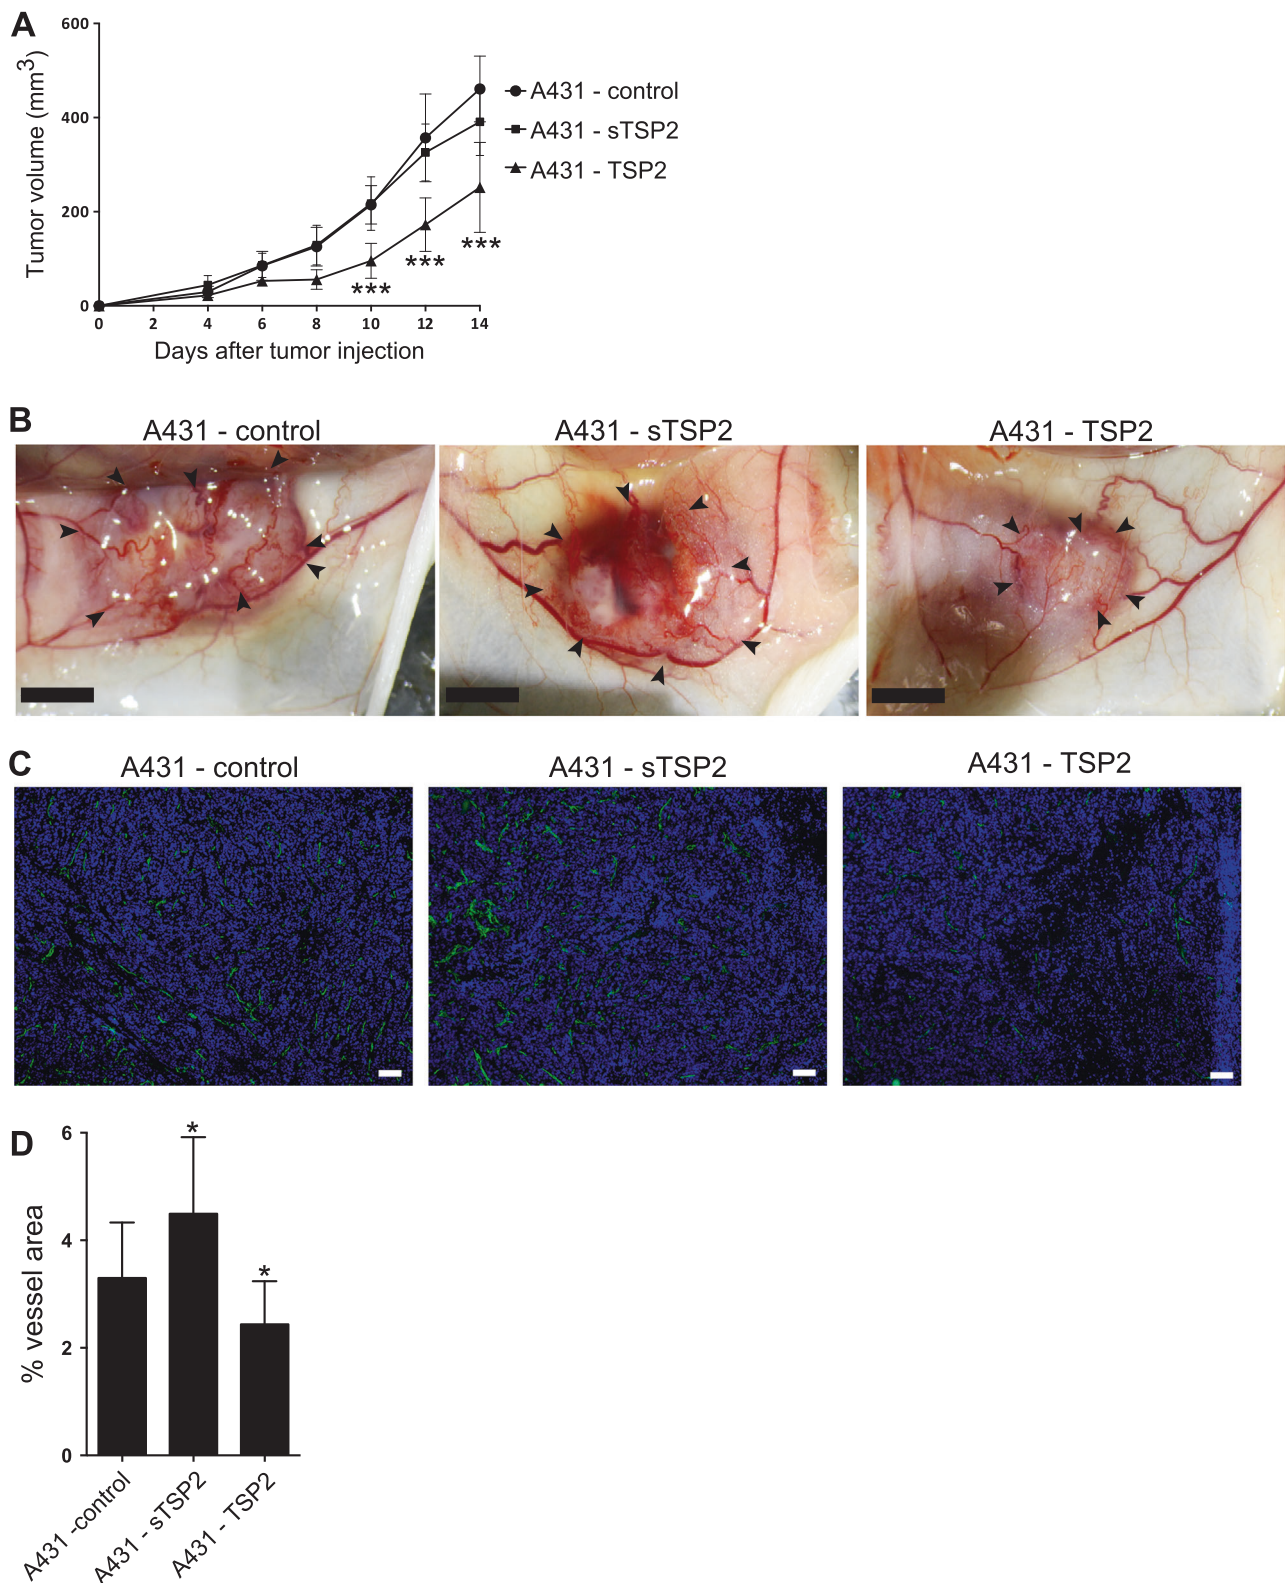 A
600
400
200
0
Tumor volume (mm3)
0 2 4 6 8 10 12 14
Days after tumor injection
A431 - control
A431 - sTSP2
A431 - TSP2
*** *** ***
B
A431 - control A431 - sTSP2 A431 - TSP2
C
A431 - control A431 - sTSP2 A431 - TSP2
D
6
4
2
0
% vessel area
* *
A431 -control
A431 - sTSP2
A431 - TSP2